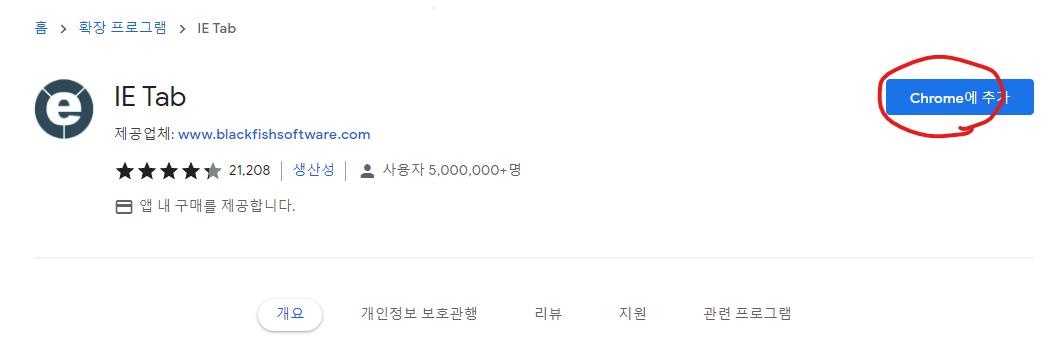 홈 > 확장 프로그램 > IE Tab
IE Tab
Chrome에 추가
제공업체: www.blackfishsoftware.com
21,208 | 생산성 | 사용자 5,000,000+명
앱 내 구매를 제공합니다.
개요 개인정보 보호관행 리뷰 지원 관련 프로그램